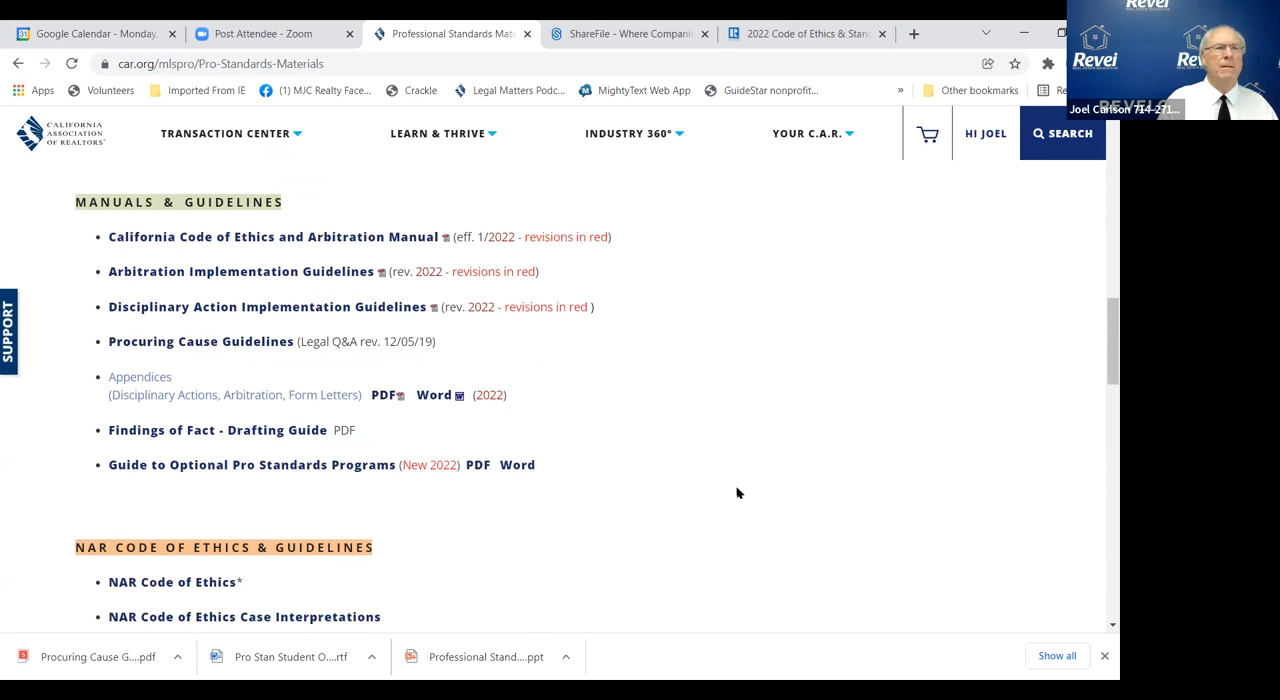 Google Calendar - Monday,
Post Attendee - Zoom
Professional Standards Mate
ShareFile - Where Companie
2022 Code of Ethics & Stan
car.org/mlspro/Pro-Standards-Materials
Apps
Volunteers
Imported From IE
(1) MJC Realty Face...
Crackle
Legal Matters Podc...
MightyText Web App
GuideStar nonprofit...
»
Other bookmarks
Re
Revei
Revei
Joel Carlson 714-271...
CALIFORNIA
ASSOCIATION
OF REALTORS®
TRANSACTION CENTER
LEARN & THRIVE
INDUSTRY 360°
YOUR C.A.R.
HI JOEL
SEARCH
SUPPORT
MANUALS & GUIDELINES
• California Code of Ethics and Arbitration Manual (eff. 1/2022 - revisions in red)
• Arbitration Implementation Guidelines (rev. 2022 - revisions in red)
• Disciplinary Action Implementation Guidelines (rev. 2022 - revisions in red )
• Procuring Cause Guidelines (Legal Q&A rev. 12/05/19)
• Appendices
(Disciplinary Actions, Arbitration, Form Letters) PDF Word (2022)
• Findings of Fact - Drafting Guide PDF
• Guide to Optional Pro Standards Programs (New 2022) PDF Word
NAR CODE OF ETHICS & GUIDELINES
• NAR Code of Ethics*
• NAR Code of Ethics Case Interpretations
Procuring Cause G....pdf
Pro Stan Student O....rtf
Professional Stand....ppt
Show all